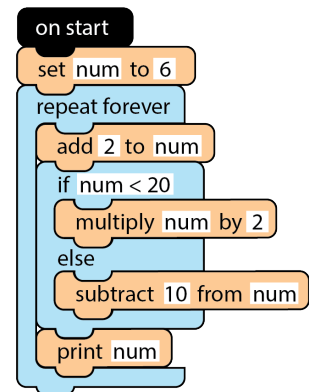 on start
set num to 6
repeat forever
add 2 to num
if num < 20
multiply num by 2
else
subtract 10 from num
print num